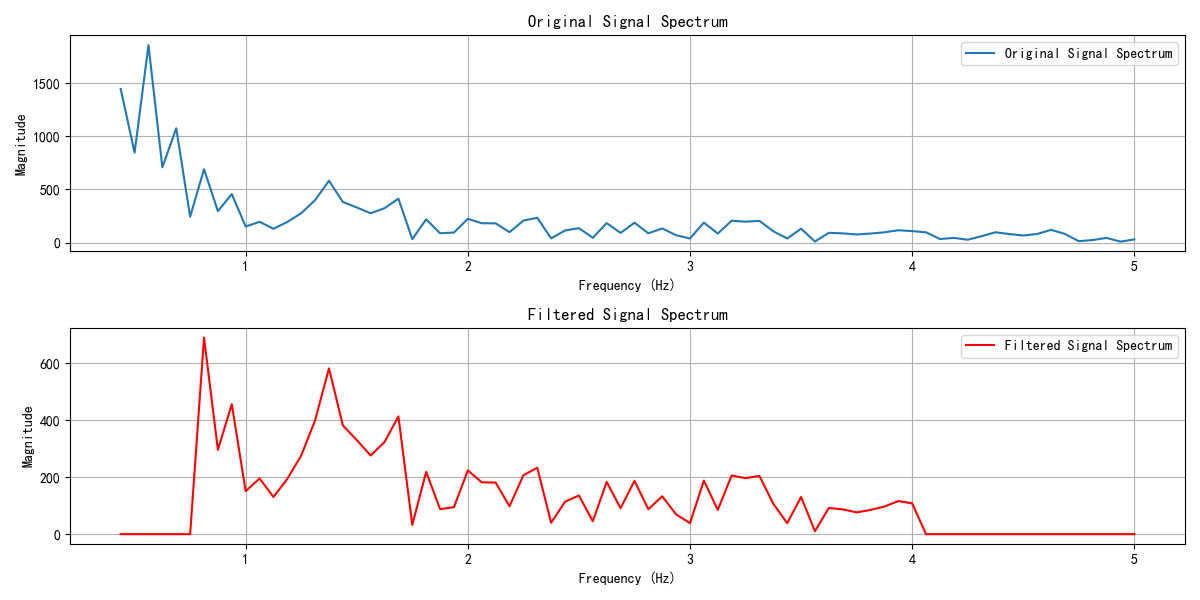 Original Signal Spectrum
Original Signal Spectrum
Magnitude
1500
1000
500
0
1 2 3 4 5
Frequency (Hz)
Filtered Signal Spectrum
Filtered Signal Spectrum
Magnitude
600
400
200
0
1 2 3 4 5
Frequency (Hz)